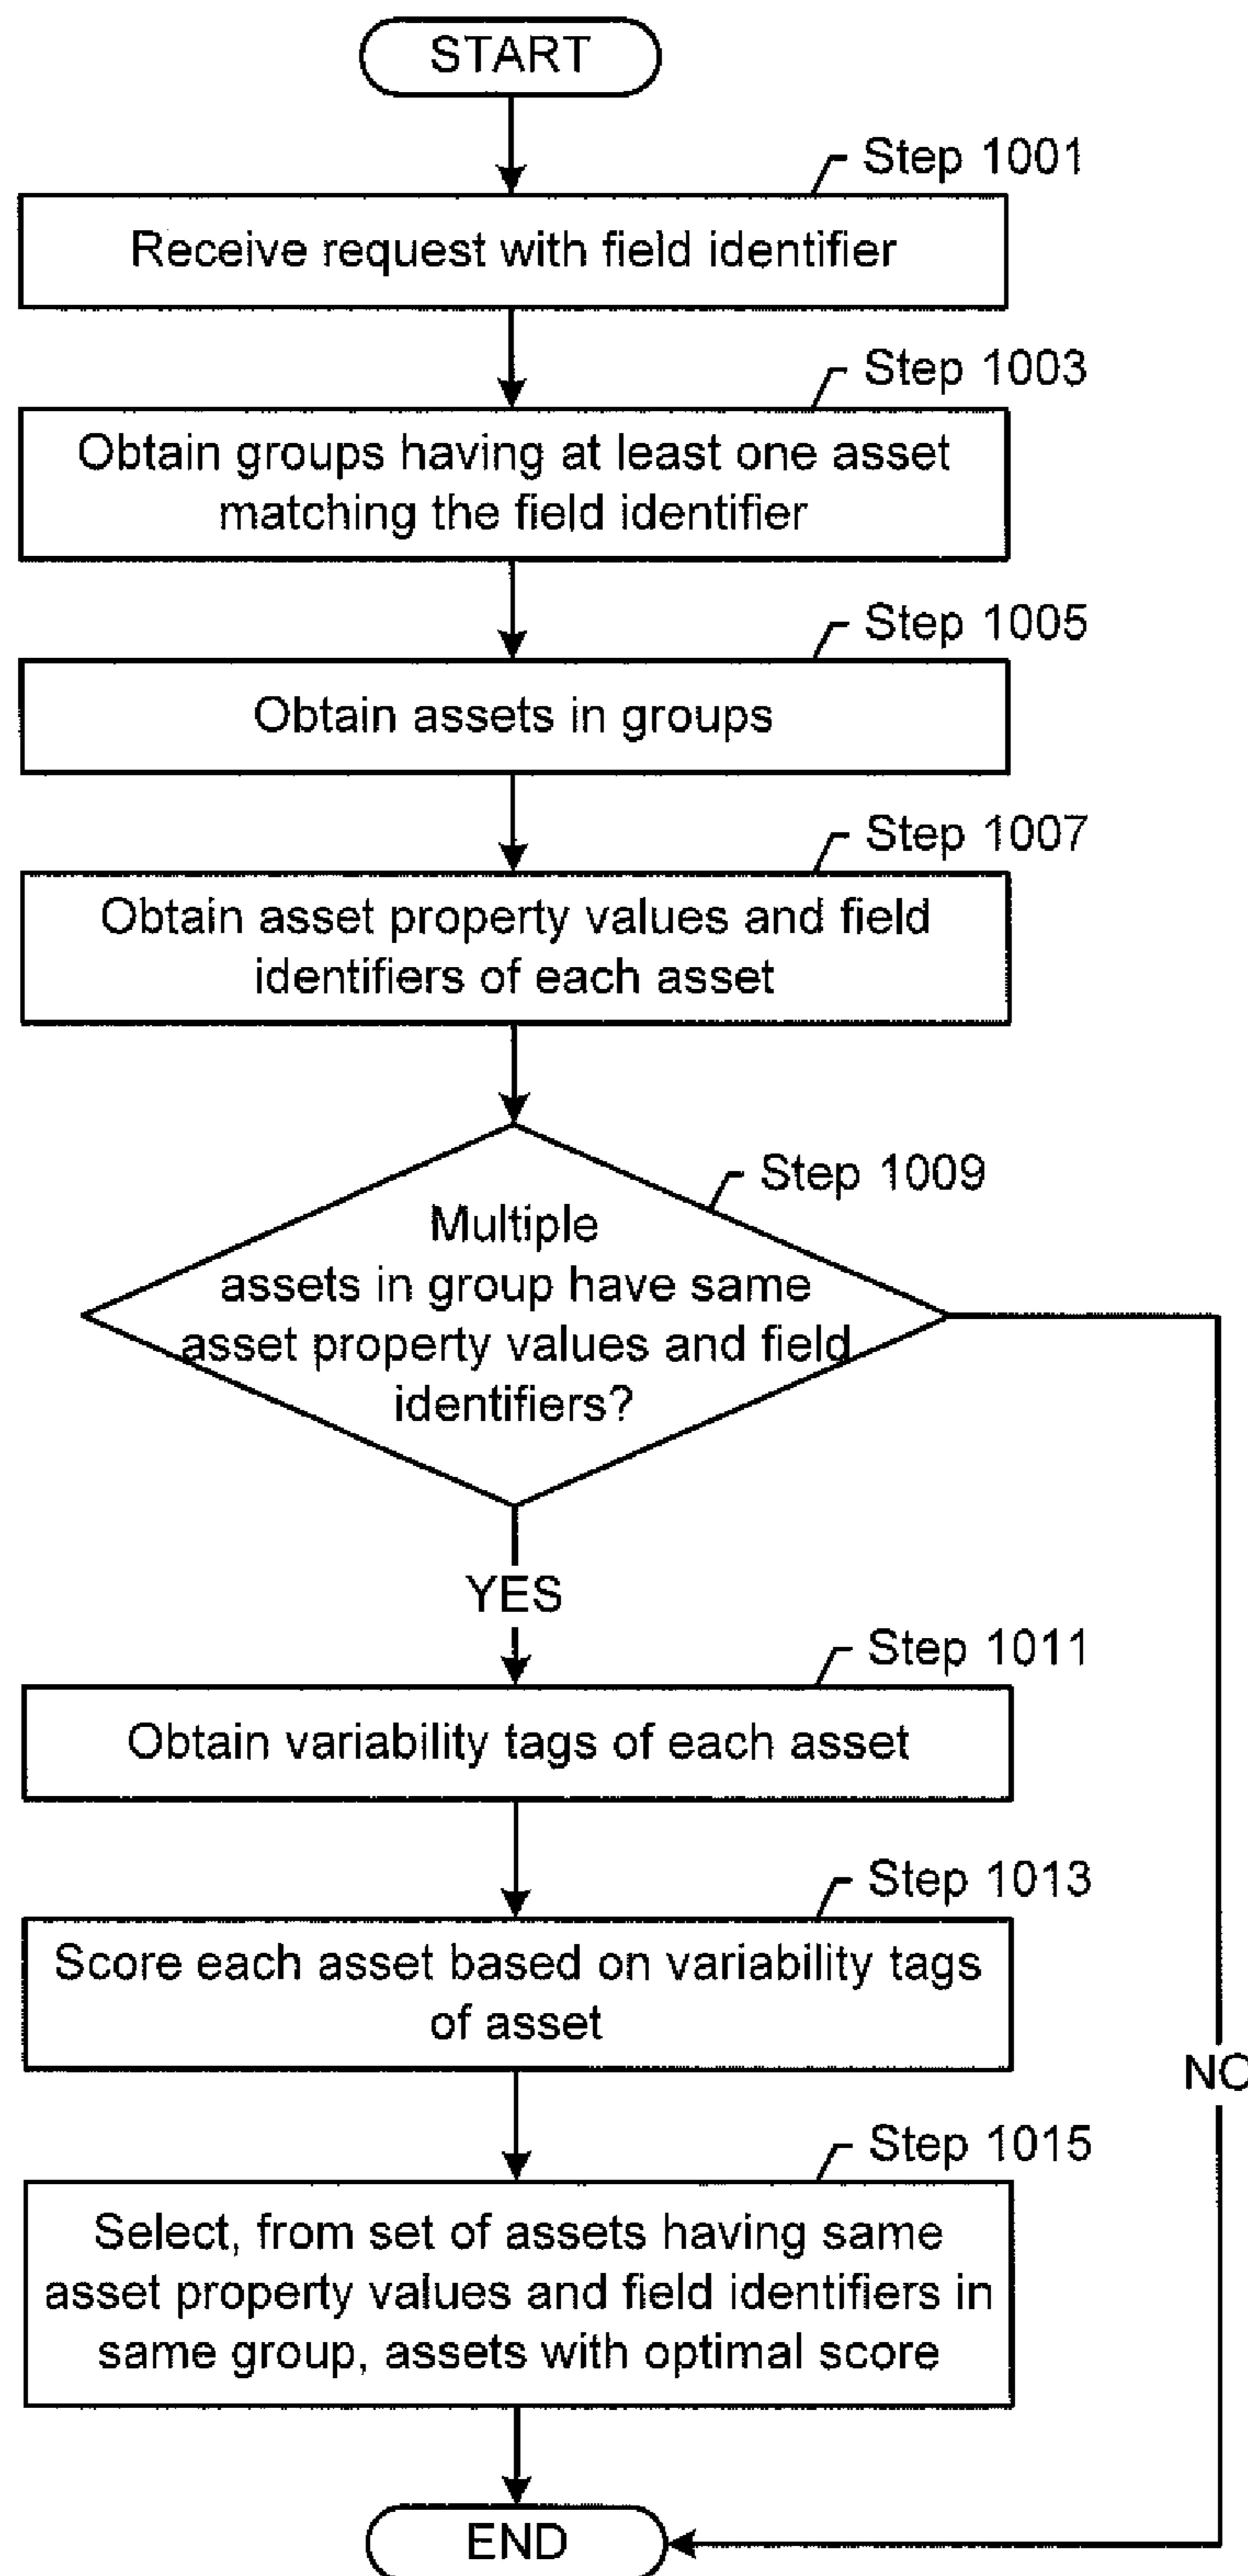 START
Step 1001
Receive request with field identifier
Step 1003
Obtain groups having at least one asset
matching the field identifier
Step 1005
Obtain assets in groups
Step 1007
Obtain asset property values and field
identifiers of each asset
Step 1009
Multiple
assets in group have same
asset property values and field
identifiers?
YES
Step 1011
Obtain variability tags of each asset
Step 1013
Score each asset based on variability tags
of asset
NO
Step 1015
Select, from set of assets having same
asset property values and field identifiers in
same group, assets with optimal score
END